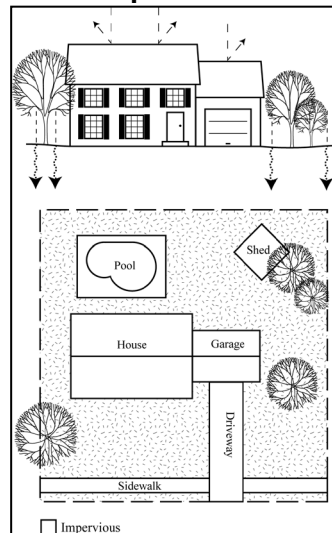 Pool
Shed
House
Garage
Driveway
Sidewalk
Impervious